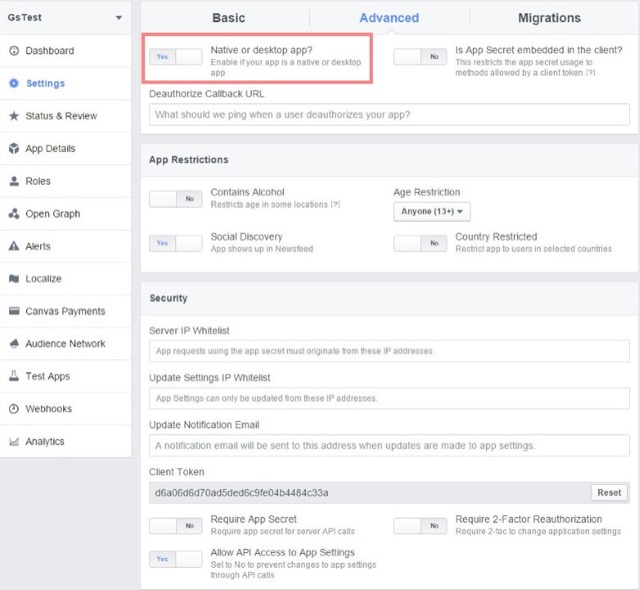 GsTest
Dashboard
Settings
Status & Review
App Details
Roles
Open Graph
Alerts
Localize
Canvas Payments
Audience Network
Test Apps
Webhooks
Analytics
Basic
Advanced
Migrations
Yes
Native or desktop app?
Enable if your app is a native or desktop
app
No
Is App Secret embedded in the client?
This restricts the app secret usage to
methods allowed by a client token [?]
Deauthorize Callback URL
What should we ping when a user deauthorizes your app?
App Restrictions
No
Contains Alcohol
Restricts age in some locations [?]
Age Restriction
Anyone (13+)
Yes
Social Discovery
App shows up in Newsfeed
No
Country Restricted
Restrict app to users in selected countries
Security
Server IP Whitelist
App requests using the app secret must originate from these IP addresses.
Update Settings IP Whitelist
App Settings can only be updated from these IP addresses.
Update Notification Email
A notification email will be sent to this address when updates are made to app settings.
Client Token
d6a06d6d70ad5ded6c9fe04b4484c33a
Reset
No
Require App Secret
Require app secret for server API calls
No
Require 2-Factor Reauthorization
Require 2-fac to change application settings
Yes
Allow API Access to App Settings
Set to No to prevent changes to app settings
through API calls